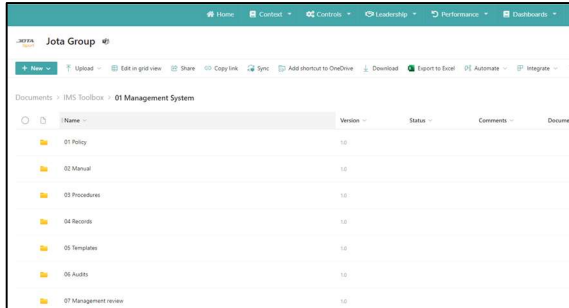 Home Context Controls Leadership Performance Dashboards
JOTA Jota Group
+ New Upload Edit in grid view Share Copy link Sync Add shortcut to OneDrive Download Export to Excel Automate Integrate
Documents > IMS Toolbox > 01 Management System
Name Version Status Comments Docume
01 Policy 1.0
02 Manual 1.0
03 Procedures 1.0
04 Records 1.0
05 Templates 1.0
06 Audits 1.0
07 Management review 1.0